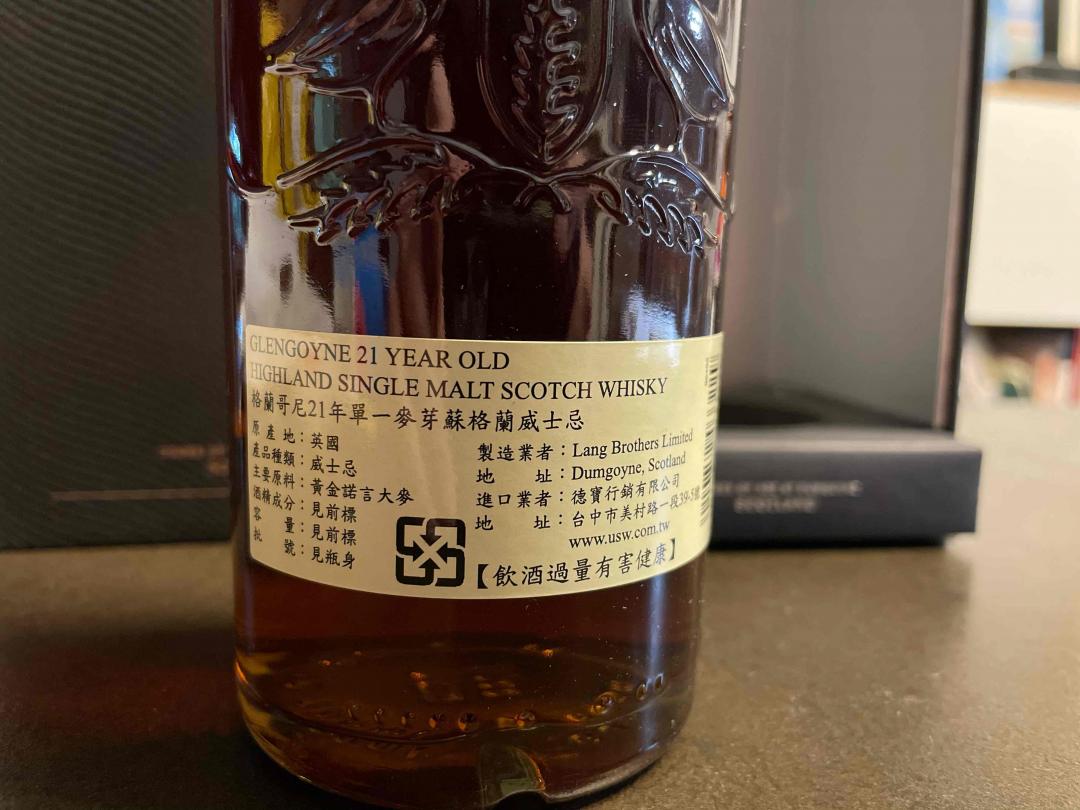 GLENGOYNE 21 YEAR OLD
HIGHLAND SINGLE MALT SCOTCH WHISKY
格蘭哥尼21年單一麥芽蘇格蘭威士忌
原產地：英國
產品種類：威士忌
主要原料：黃金諾言大麥
酒精成分：見前標
容量：見前標
批號：見瓶身
製造業者：Lang Brothers Limited
地址：Dumgoyne, Scotland
進口業者：德寶行銷有限公司
地址：台中市美村路一段39-5號
www.usw.com.tw
【飲酒過量有害健康】
SCOTLAND